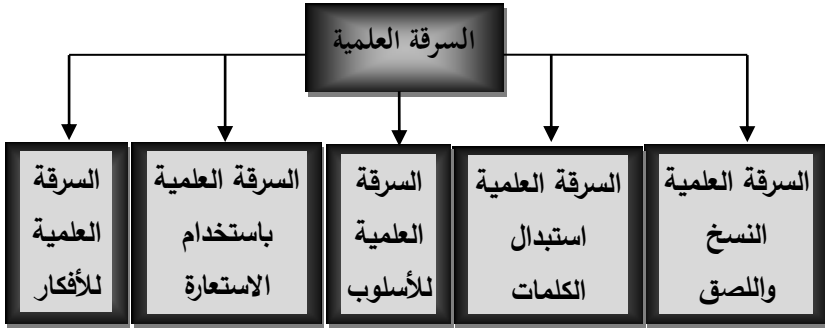 السرقة العلمية
السرقة العلمية
النسخ
واللصق
السرقة العلمية
استبدال
الكلمات
السرقة
العلمية
للأسلوب
السرقة العلمية
باستخدام
الاستعارة
السرقة
العلمية
للأفكار